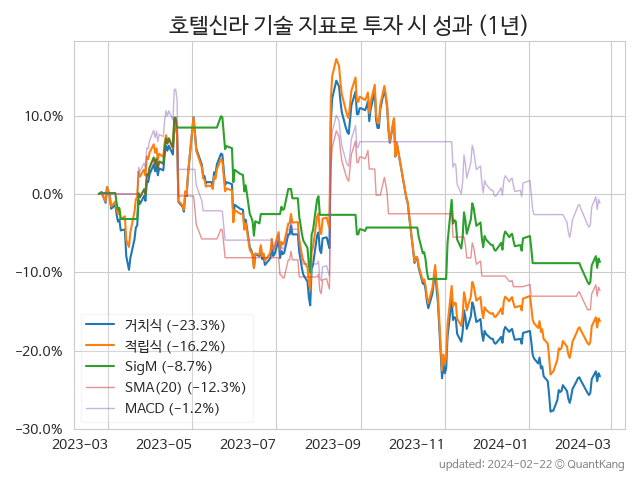 호텔신라 기술 지표로 투자 시 성과 (1년)
10.0%
0.0%
−10.0%
−20.0%
−30.0%
거치식 (−23.3%)
적립식 (−16.2%)
SigM (−8.7%)
SMA(20) (−12.3%)
MACD (−1.2%)
2023-03 2023-05 2023-07 2023-09 2023-11 2024-01 2024-03
updated: 2024-02-22 ⓒ QuantKang